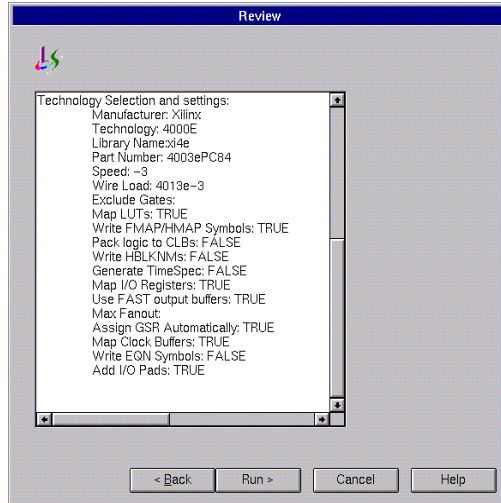 Review
LS
Technology Selection and settings:
Manufacturer: Xilinx
Technology: 4000E
Library Name:xi4e
Part Number: 4003ePC84
Speed: -3
Wire Load: 4013e-3
Exclude Gates:
Map LUTs: TRUE
Write FMAP/HMAP Symbols: TRUE
Pack logic to CLBs: FALSE
Write HBLKNMs: FALSE
Generate TimeSpec: FALSE
Map I/O Registers: TRUE
Use FAST output buffers: TRUE
Max Fanout:
Assign GSR Automatically: TRUE
Map Clock Buffers: TRUE
Write EQN Symbols: FALSE
Add I/O Pads: TRUE
< Back
Run >
Cancel
Help